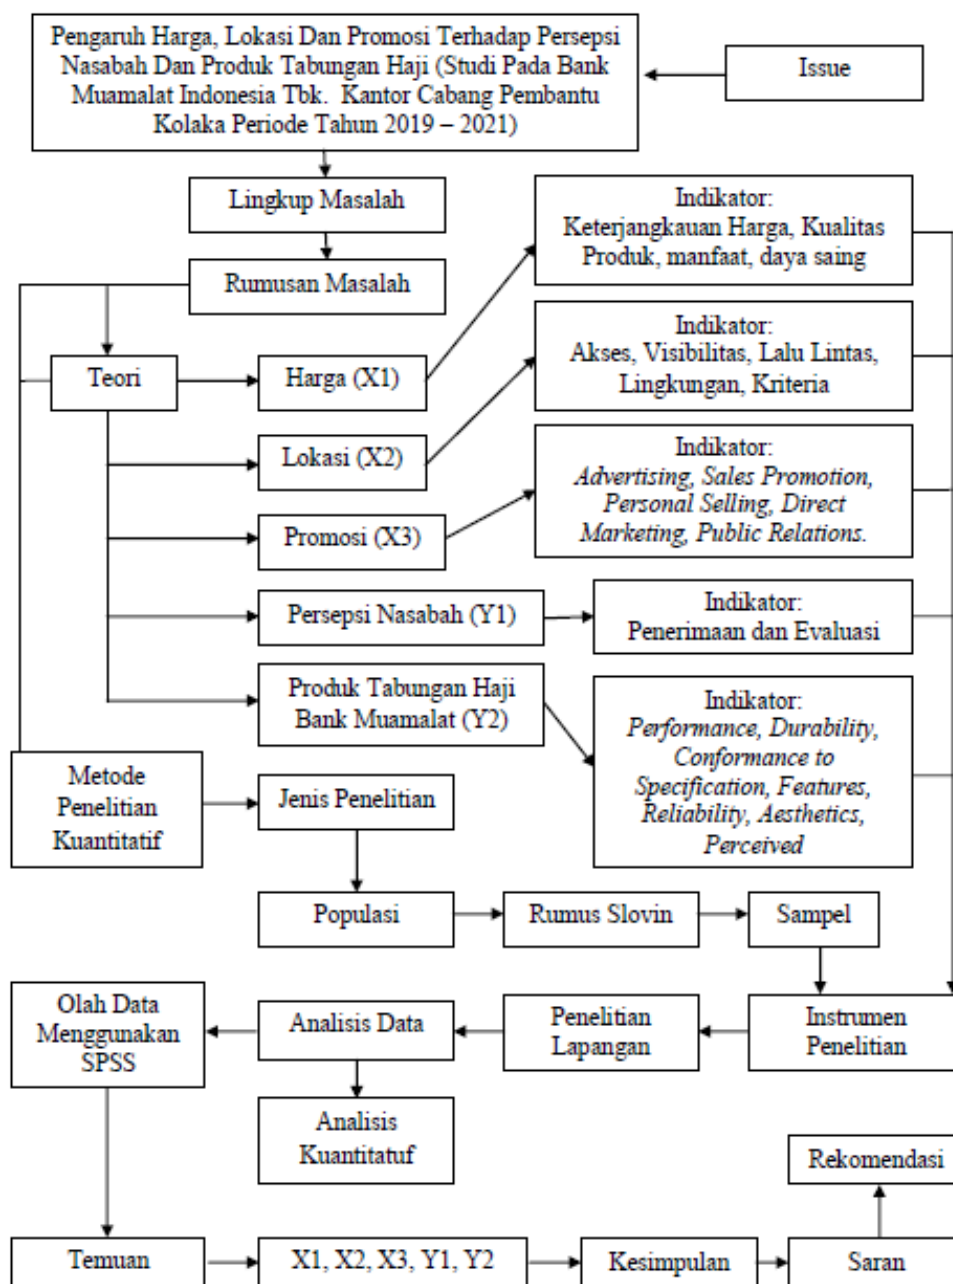 Pengaruh Harga, Lokasi Dan Promosi Terhadap Persepsi
Nasabah Dan Produk Tabungan Haji (Studi Pada Bank
Muamalat Indonesia Tbk. Kantor Cabang Pembantu
Kolaka Periode Tahun 2019 – 2021)
Issue
Lingkup Masalah
Rumusan Masalah
Teori
Harga (X1)
Indikator:
Keterjangkauan Harga, Kualitas
Produk, manfaat, daya saing
Lokasi (X2)
Indikator:
Akses, Visibilitas, Lalu Lintas,
Lingkungan, Kriteria
Promosi (X3)
Indikator:
Advertising, Sales Promotion,
Personal Selling, Direct
Marketing, Public Relations.
Persepsi Nasabah (Y1)
Indikator:
Penerimaan dan Evaluasi
Produk Tabungan Haji
Bank Muamalat (Y2)
Indikator:
Performance, Durability,
Conformance to
Specification, Features,
Reliability, Aesthetics,
Perceived
Metode
Penelitian
Kuantitatif
Jenis Penelitian
Populasi
Rumus Slovin
Sampel
Instrumen
Penelitian
Penelitian
Lapangan
Analisis Data
Olah Data
Menggunakan
SPSS
Analisis
Kuantitatuf
Rekomendasi
Temuan
X1, X2, X3, Y1, Y2
Kesimpulan
Saran